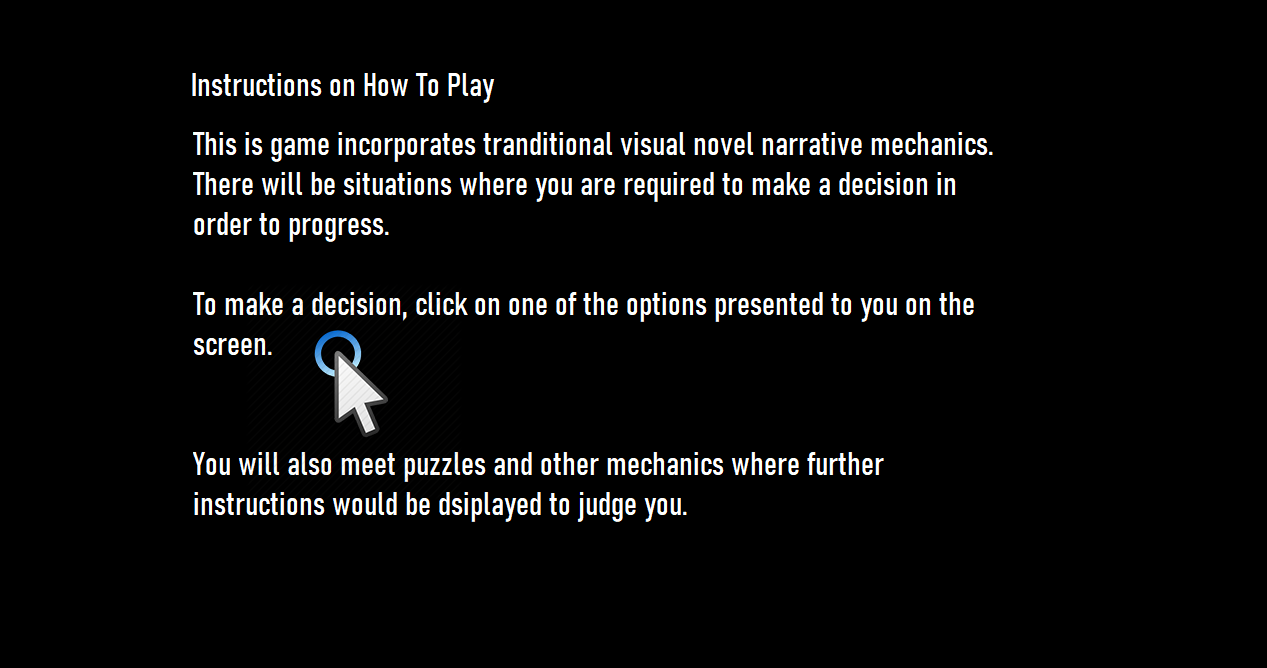 Instructions on How To Play
This is game incorporates tranditional visual novel narrative mechanics.
There will be situations where you are required to make a decision in
order to progress.
To make a decision, click on one of the options presented to you on the
screen.
You will also meet puzzles and other mechanics where further
instructions would be dsiplayed to judge you.